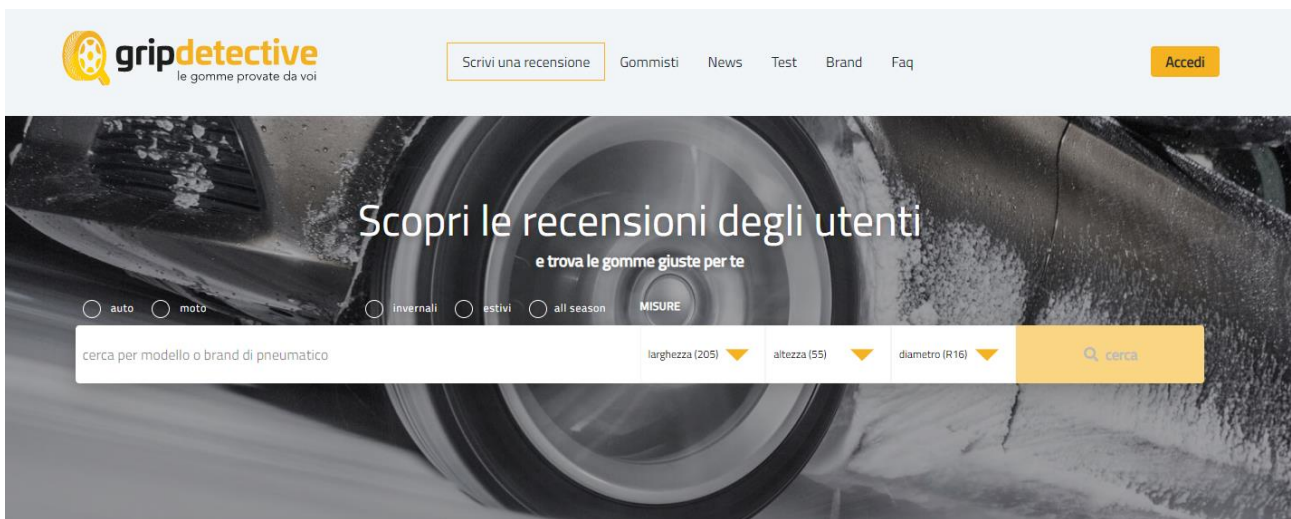 gripdetective
le gomme provate da voi
Scrivi una recensione Gommisti News Test Brand Faq Accedi
Scopri le recensioni degli utenti
e trova le gomme giuste per te
auto moto invernali estivi all season MISURE
cerca per modello o brand di pneumatico larghezza (205) altezza (55) diametro (R16) cerca